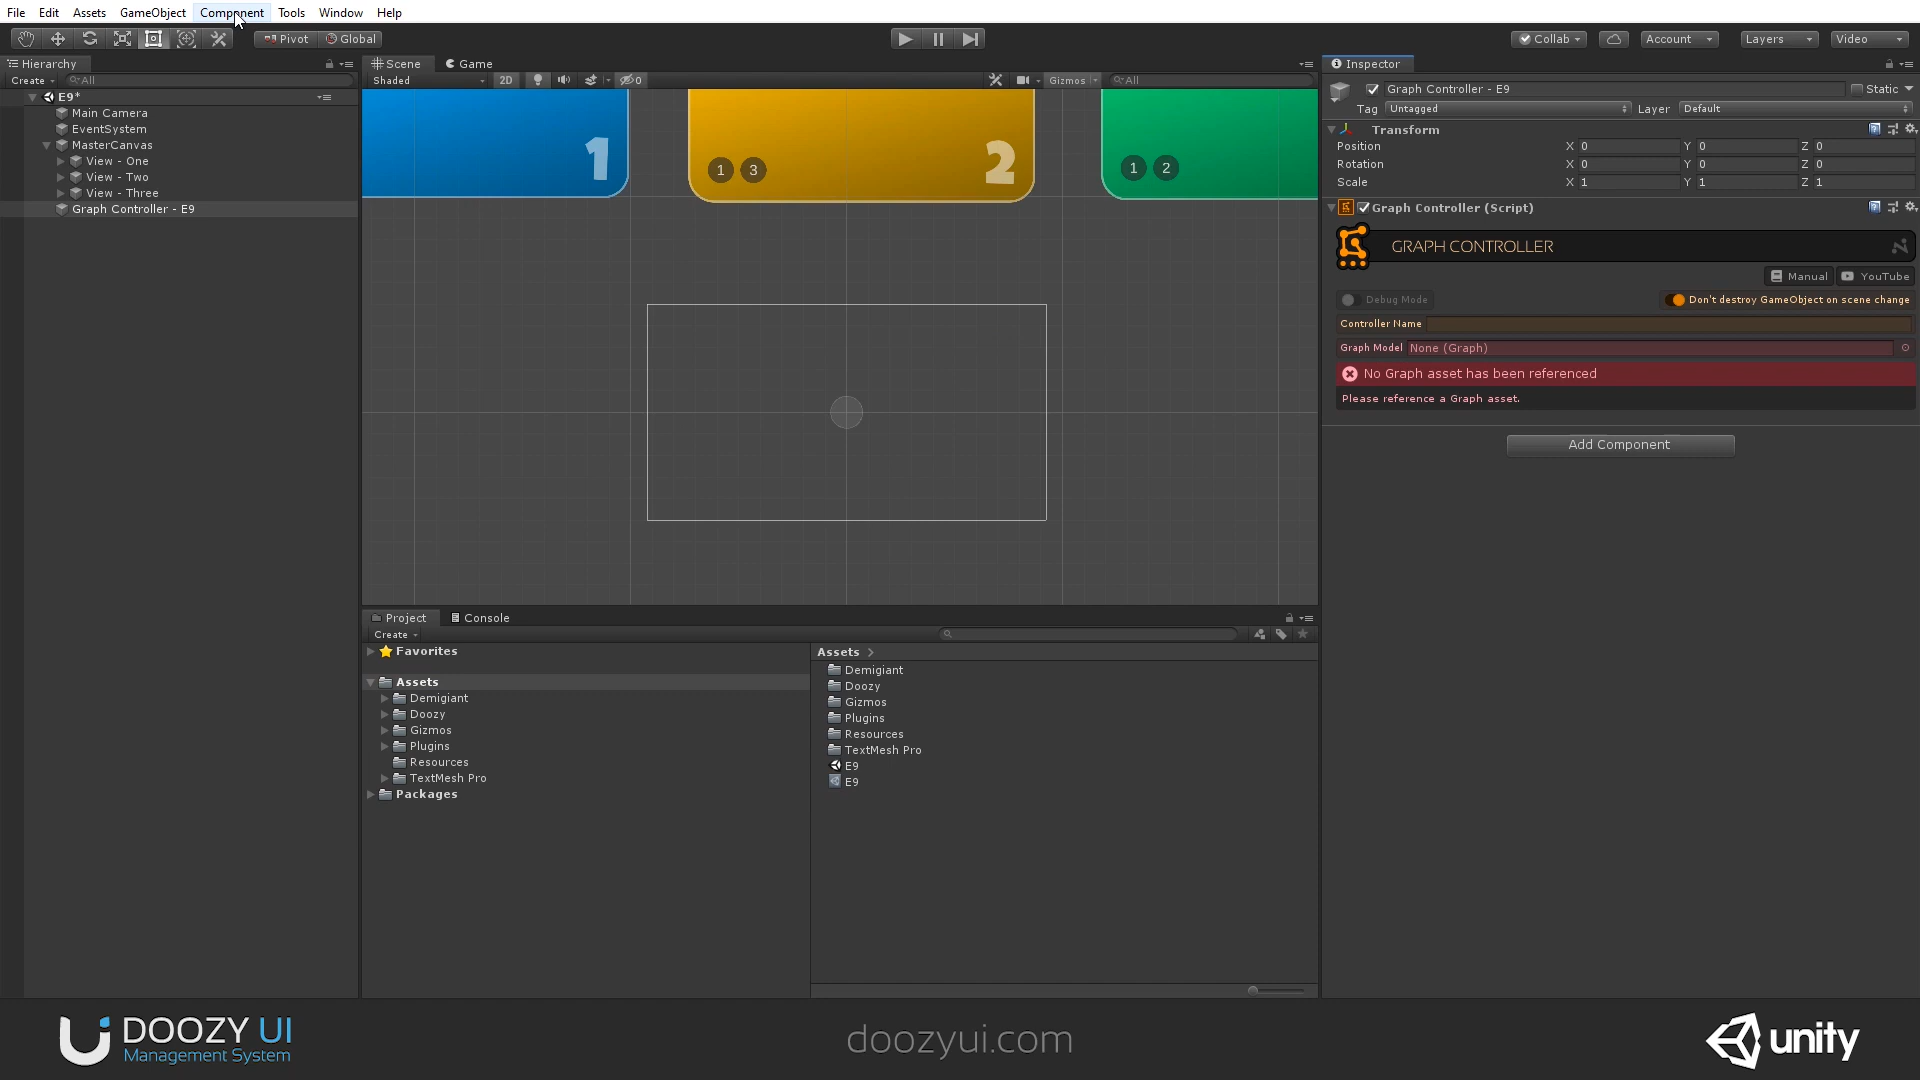 File Edit Assets GameObject Component Tools Window Help
Pivot Global Collab Account Layers Video
Hierarchy
Create All
E9*
Main Camera
EventSystem
MasterCanvas
View - One
View - Two
View - Three
Graph Controller - E9
Scene Game
Shaded 2D 0 Gizmos All
1
1 3 2
1 2
Project Console
Create
Favorites
Assets
Demigiant
Doozy
Gizmos
Plugins
Resources
TextMesh Pro
Packages
Assets >
Demigiant
Doozy
Gizmos
Plugins
Resources
TextMesh Pro
E9
E9
Inspector
Graph Controller - E9 Static
Tag Untagged Layer Default
Transform
Position X 0 Y 0 Z 0
Rotation X 0 Y 0 Z 0
Scale X 1 Y 1 Z 1
Graph Controller (Script)
GRAPH CONTROLLER
Manual YouTube
Debug Mode Don't destroy GameObject on scene change
Controller Name
Graph Model None (Graph)
No Graph asset has been referenced
Please reference a Graph asset.
Add Component
DOOZY UI
Management System
doozyui.com
unity